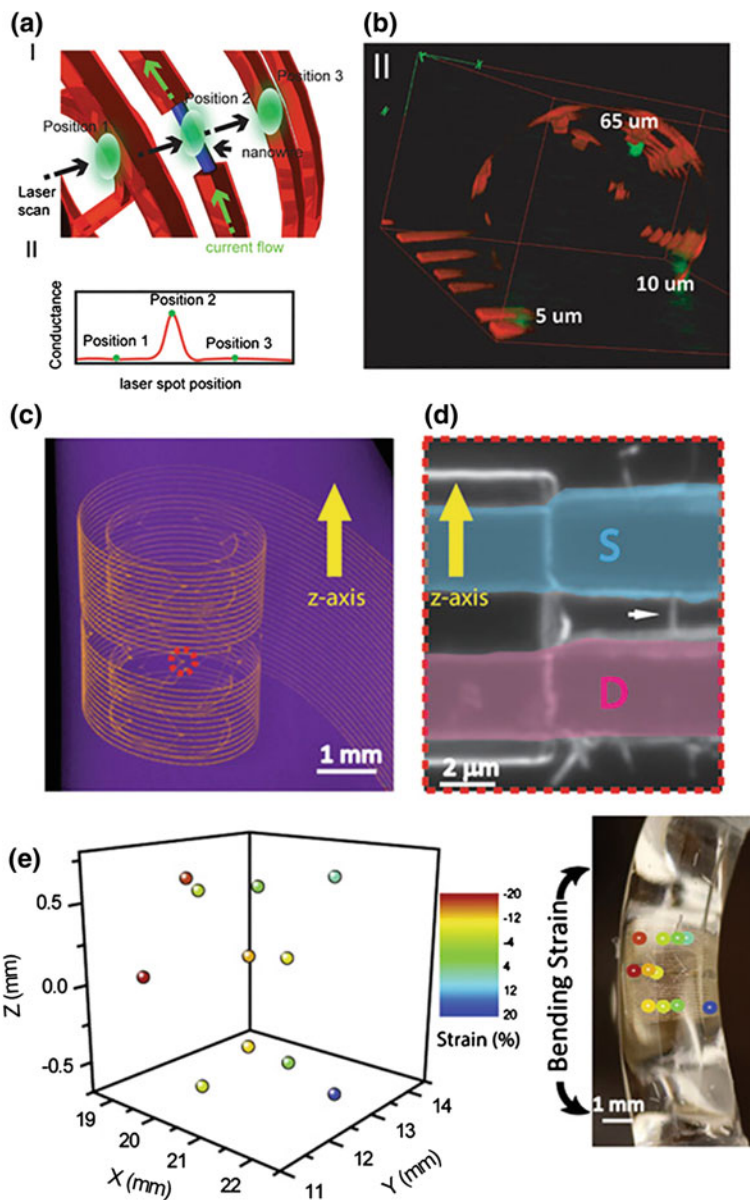 (a)
I
Position 1
Position 2
Position 3
nanowire
Laser
scan
current flow
II
Conductance
Position 1
Position 2
Position 3
laser spot position
(b)
II
x
65 um
10 um
5 um
(c)
z-axis
1 mm
(d)
z-axis
S
D
2 µm
(e)
Z (mm)
0.5
0.0
-0.5
19
20
21
22
X (mm)
11
12
13
14
Y (mm)
-20
-12
-4
4
12
20
Strain (%)
Bending Strain
1 mm